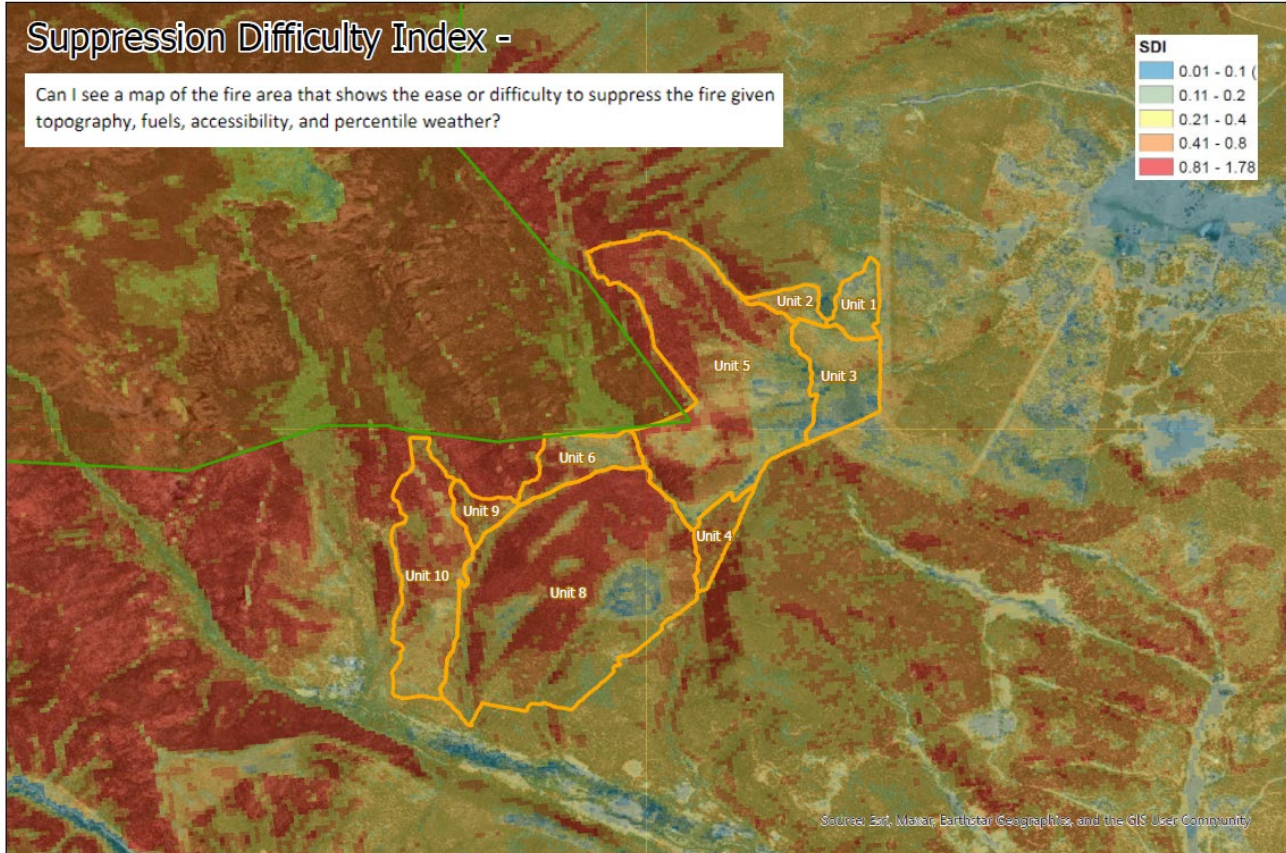 Suppression Difficulty Index -
Can I see a map of the fire area that shows the ease or difficulty to suppress the fire given
topography, fuels, accessibility, and percentile weather?
SDI
0.01 - 0.1 (
0.11 - 0.2
0.21 - 0.4
0.41 - 0.8
0.81 - 1.78
Unit 2
Unit 1
Unit 5
Unit 3
Unit 6
Unit 9
Unit 4
Unit 10
Unit 8
Source: Esri, Maxar, Earthstar Geographics, and the GIS User Community